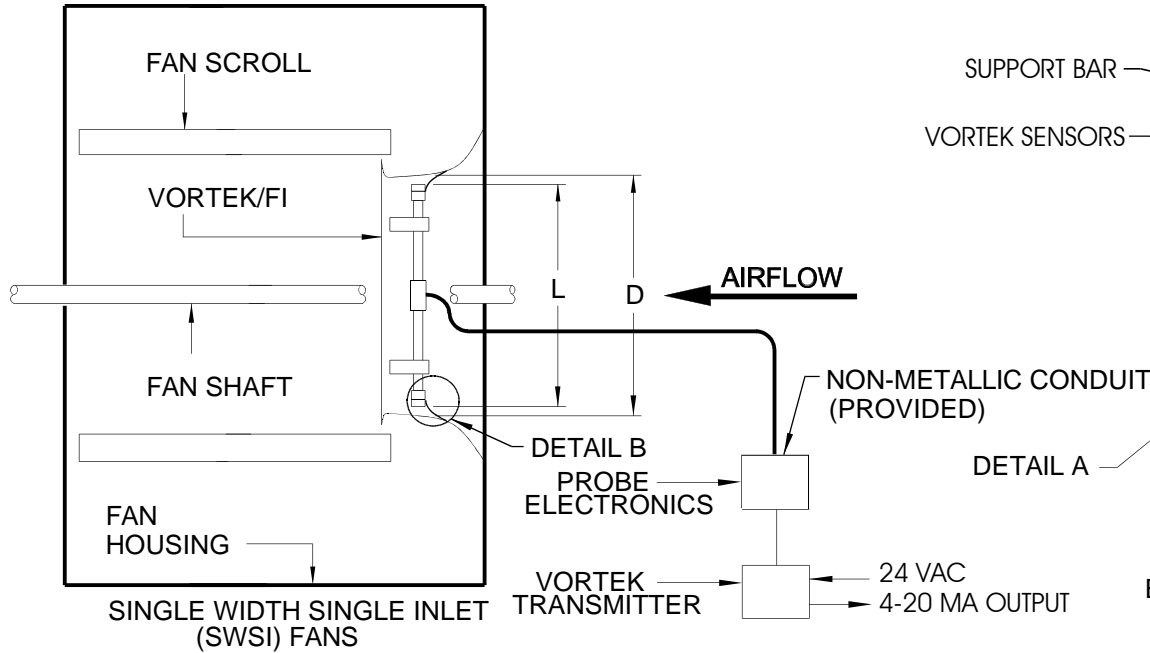 SUPPORT BAR
FAN SCROLL
VORTEK SENSORS
VORTEK/FI
AIRFLOW
L
D
FAN SHAFT
NON-METALLIC CONDUIT
(PROVIDED)
DETAIL B
DETAIL A
PROBE
ELECTRONICS
FAN
HOUSING
VORTEK
TRANSMITTER
24 VAC
4-20 MA OUTPUT
SINGLE WIDTH SINGLE INLET
(SWSI) FANS